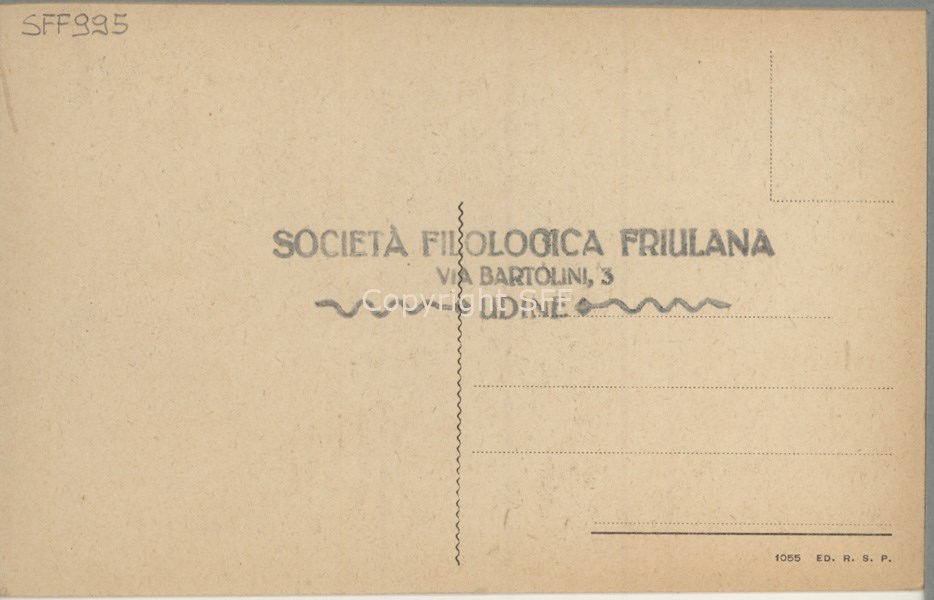 SFF995
SOCIETÀ FILOLOGICA FRIULANA
VIA BARTOLINI, 3
Copyright SFF
UDINE
1055 ED. R. S. P.